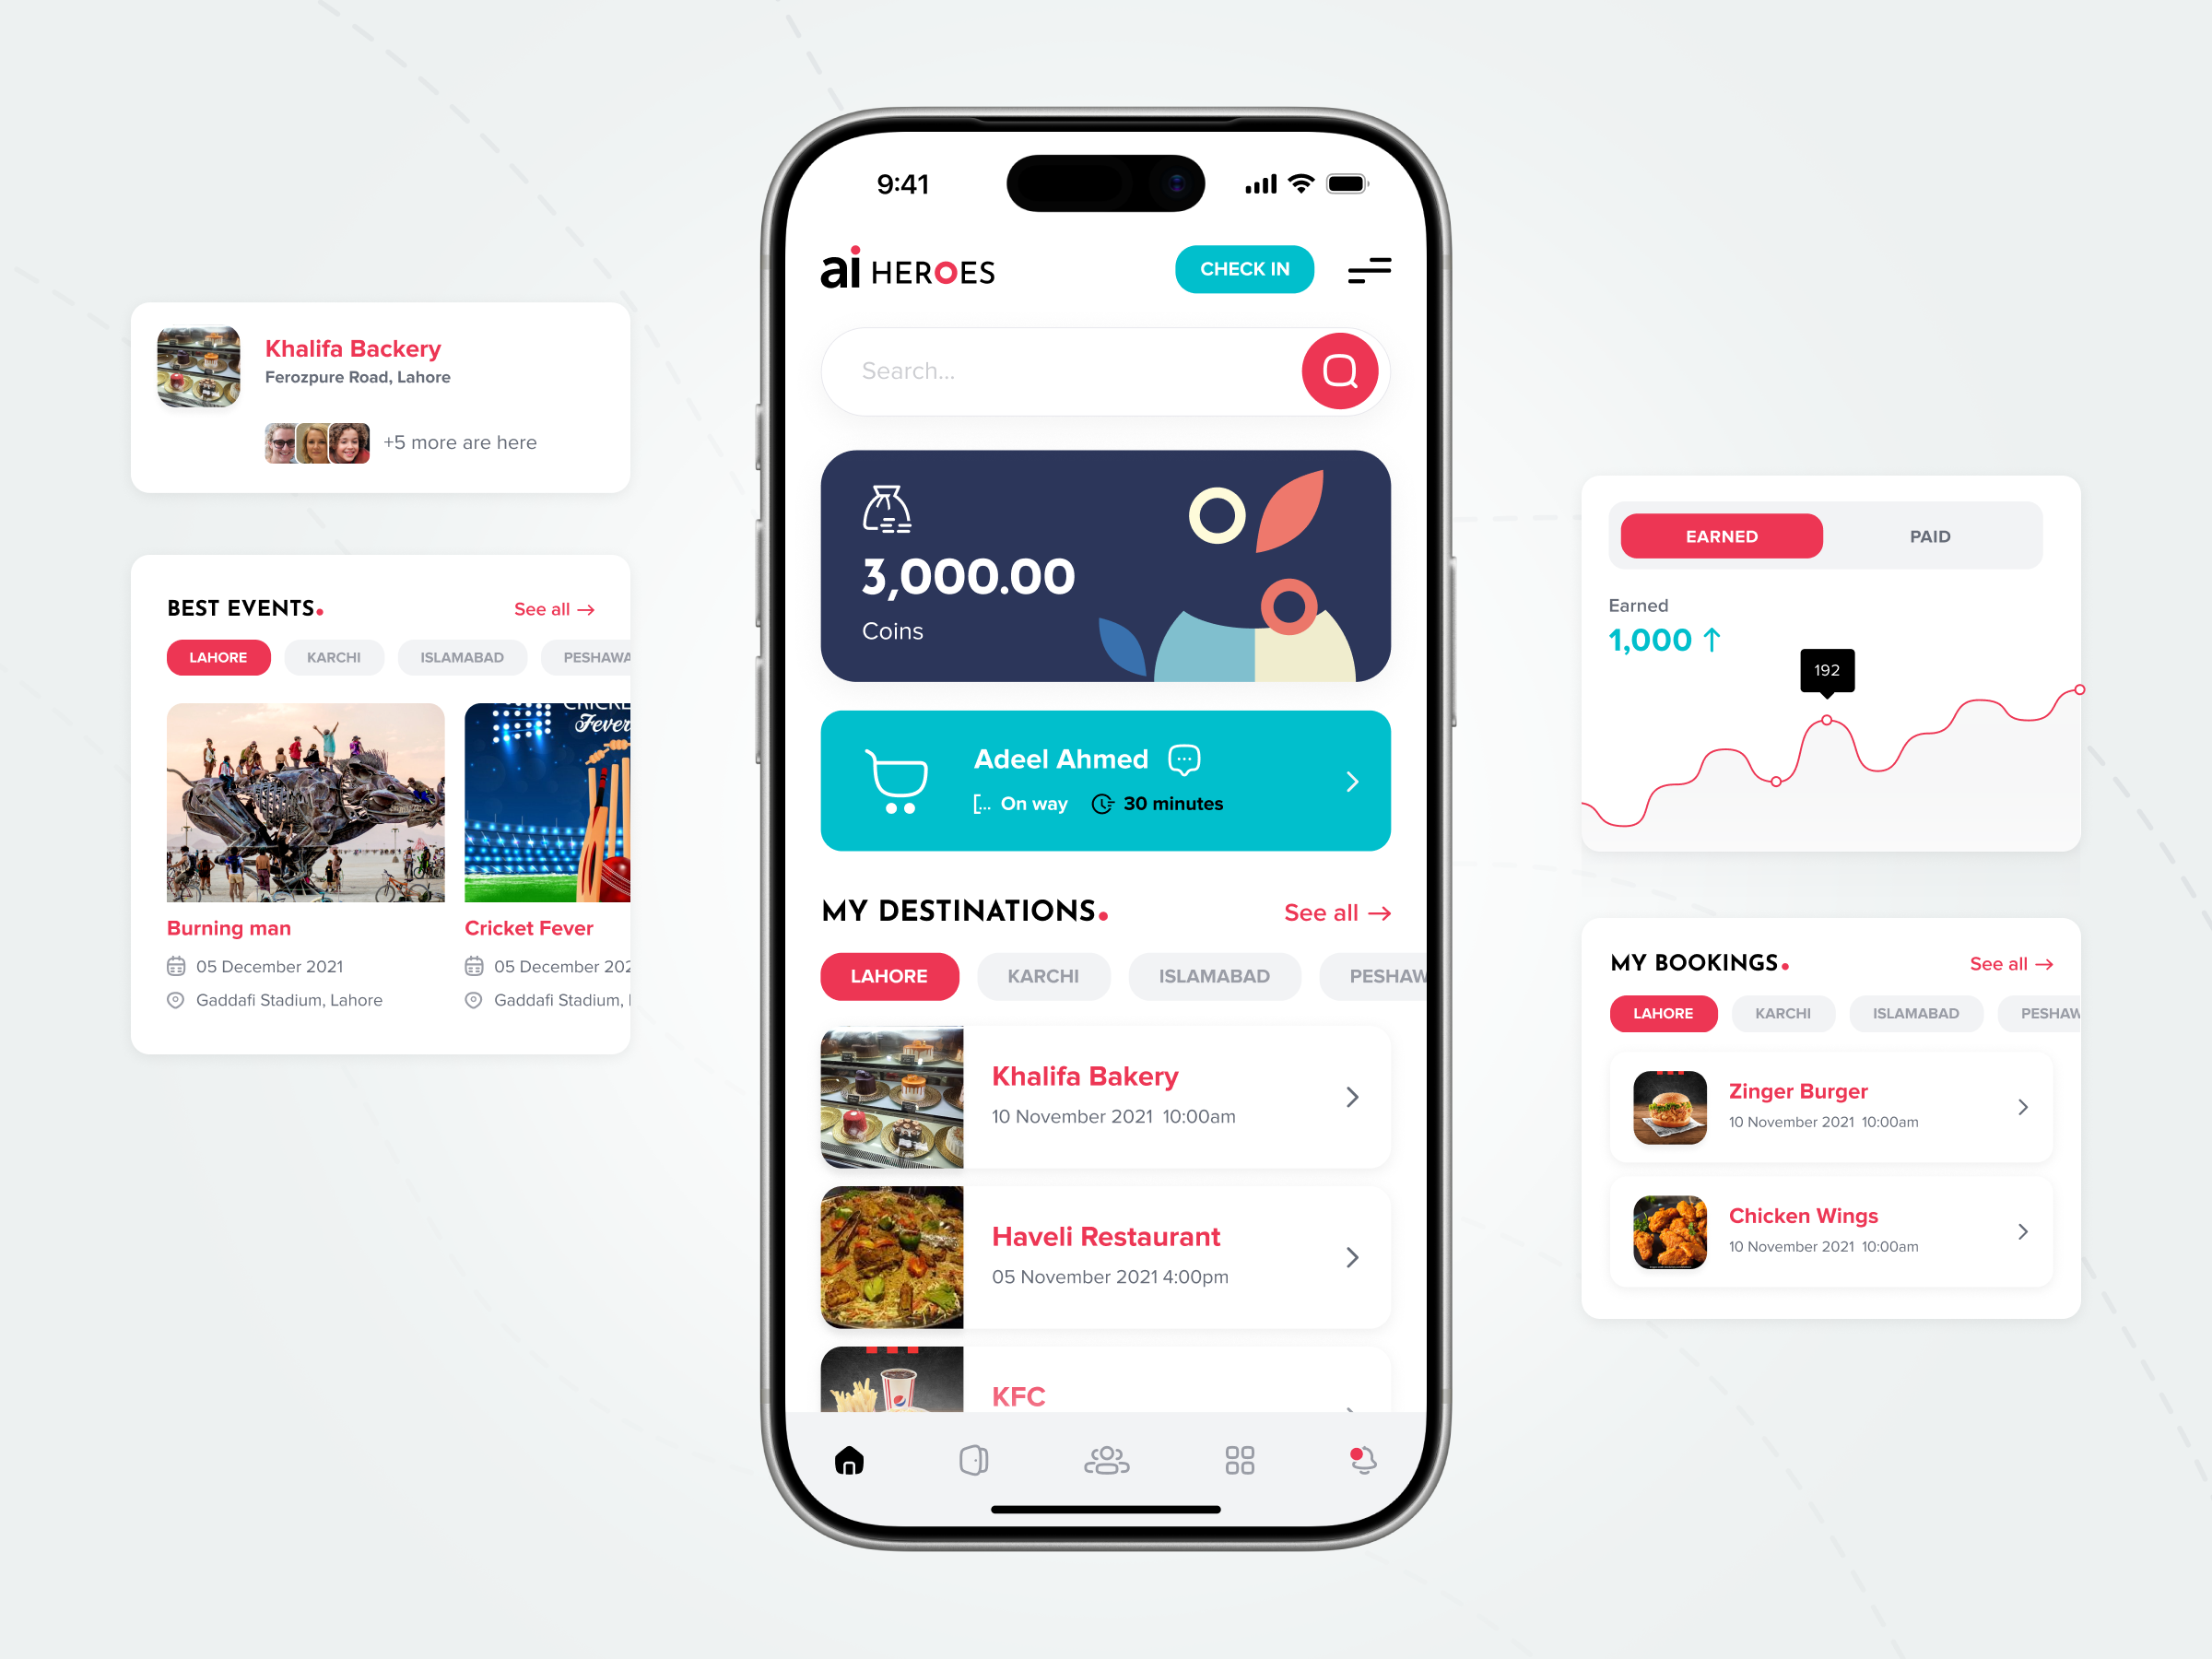 Khalifa Backery
Ferozpure Road, Lahore
+5 more are here
BEST EVENTS.
See all →
LAHORE
KARCHI
ISLAMABAD
PESHAWA
CRICKET
Fever
Burning man
05 December 2021
Gaddafi Stadium, Lahore
Cricket Fever
05 December 202
Gaddafi Stadium,
9:41
ai HEROES
CHECK IN
Search...
3,000.00
Coins
Adeel Ahmed
[... On way
30 minutes
MY DESTINATIONS.
See all →
LAHORE
KARCHI
ISLAMABAD
PESHAW
Khalifa Bakery
10 November 2021 10:00am
Haveli Restaurant
05 November 2021 4:00pm
KFC
EARNED
PAID
Earned
1,000 ↑
192
MY BOOKINGS.
See all →
LAHORE
KARCHI
ISLAMABAD
PESHAW
Zinger Burger
10 November 2021 10:00am
Chicken Wings
10 November 2021 10:00am